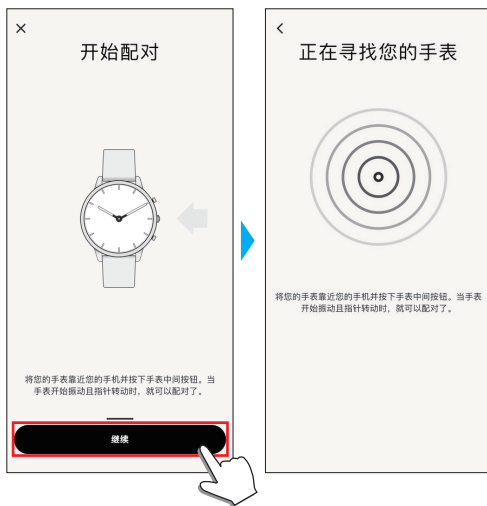 开始配对
将您的手表靠近您的手机并按下手表中间按钮。当
手表开始振动且指针转动时，就可以配对了。
继续
正在寻找您的手表
将您的手表靠近您的手机并按下手表中间按钮。当手表
开始振动且指针转动时，就可以配对了。